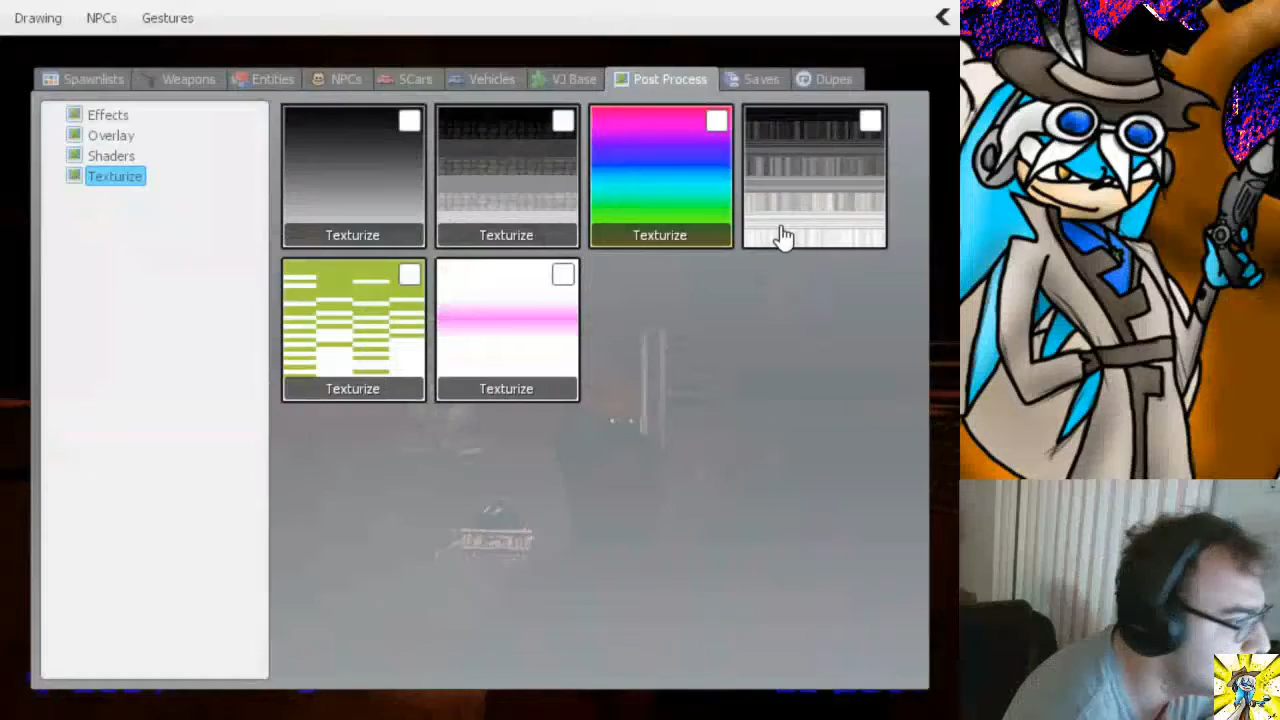 Drawing NPCs Gestures
Spawnlists Weapons Entities NPCs SCars Vehicles VJ Base Post Process Saves Dupes
Effects
Overlay
Shaders
Texturize
Texturize Texturize Texturize
Texturize Texturize